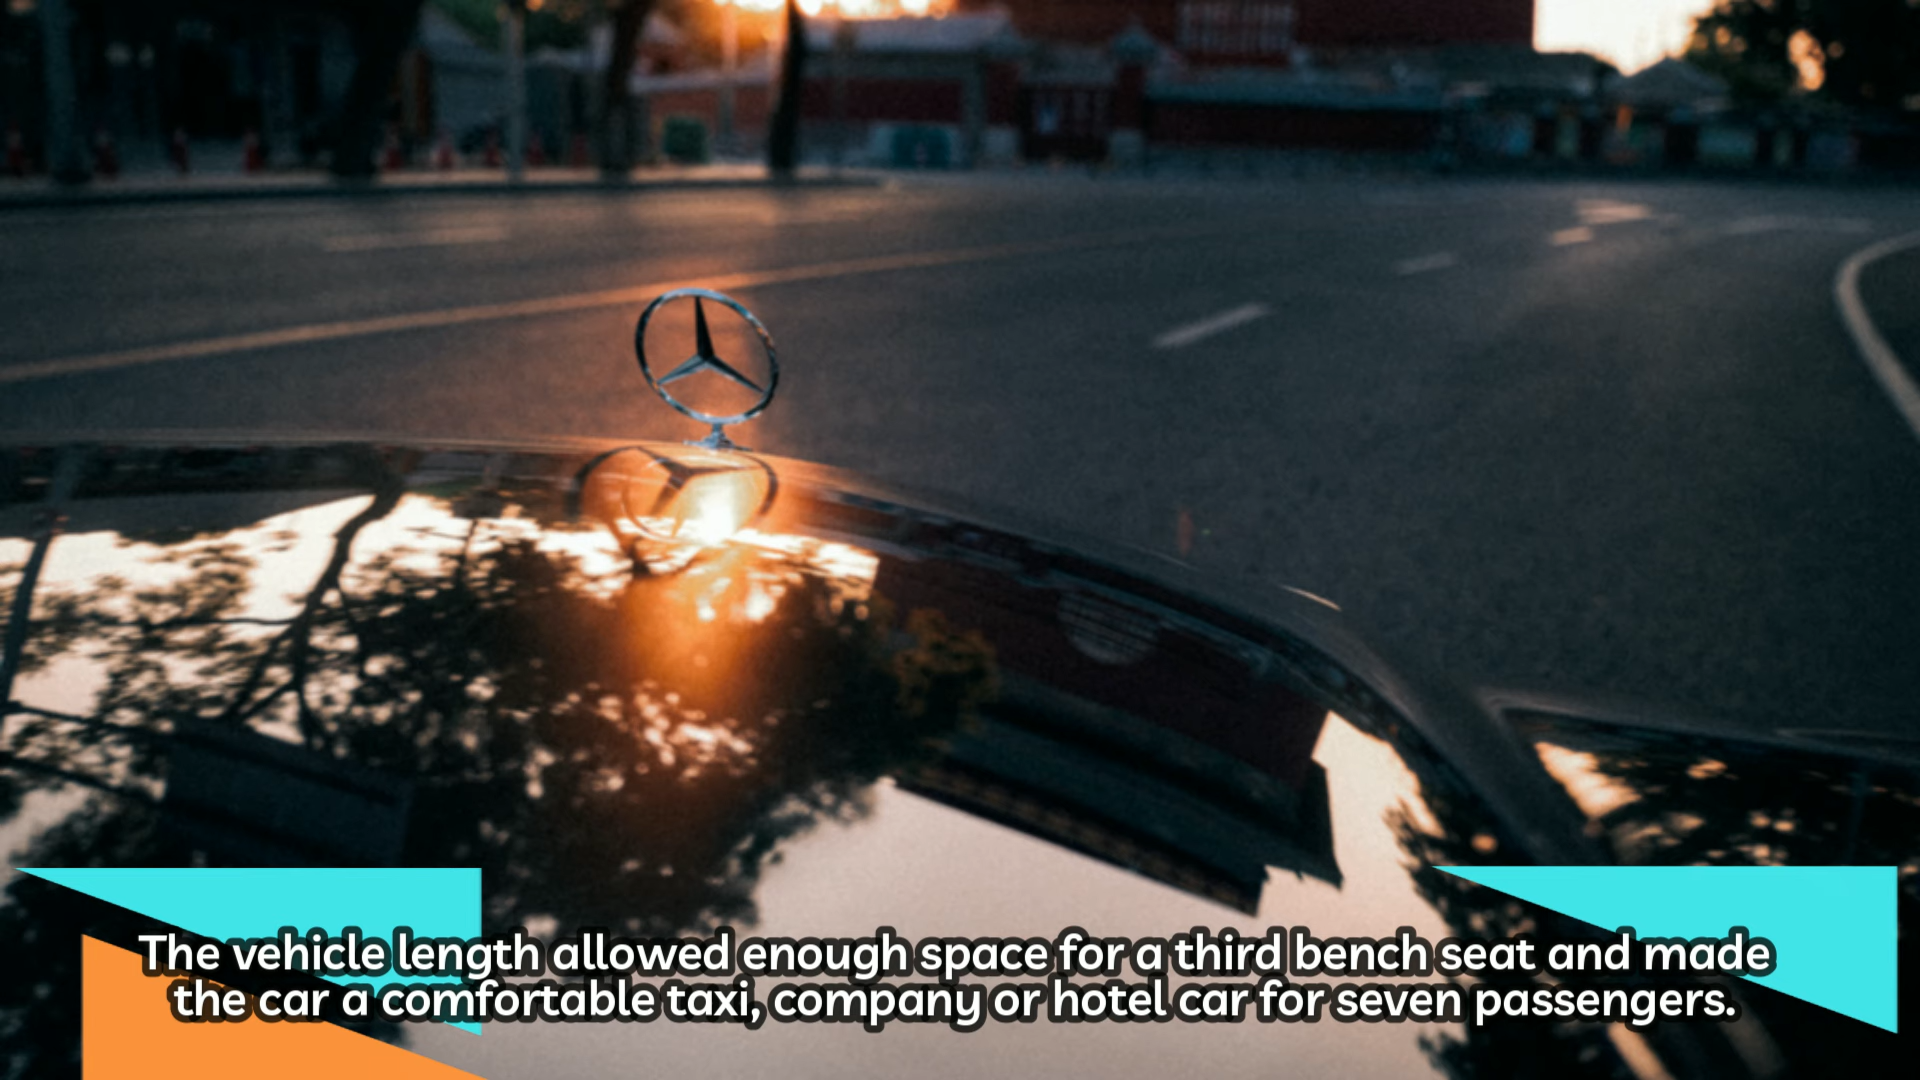 The vehicle length allowed enough space for a third bench seat and made
the car a comfortable taxi, company or hotel car for seven passengers.